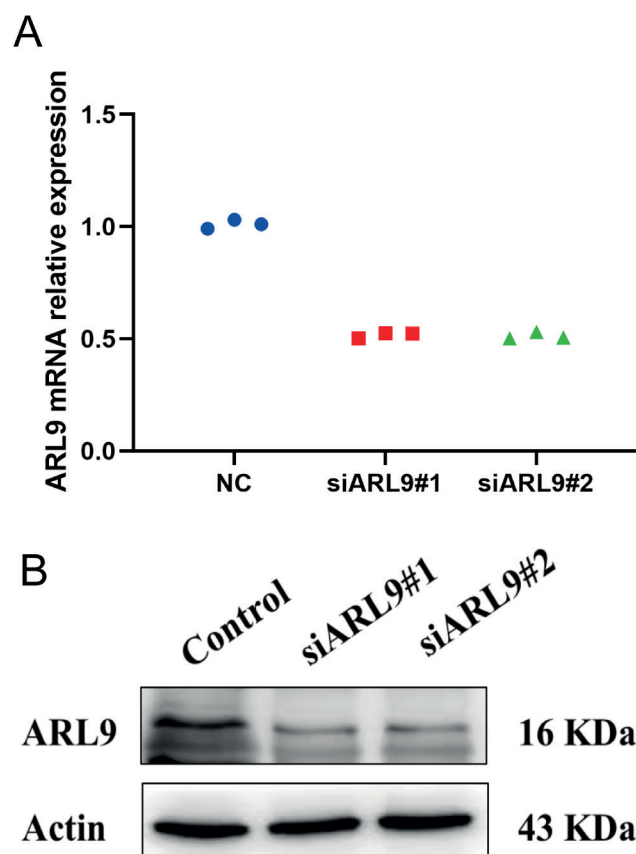 A
ARL9 mRNA relative expression
1.5
1.0
0.5
0.0
NC siARL9#1 siARL9#2
B
Control siARL9#1 siARL9#2
ARL9 16 KDa
Actin 43 KDa